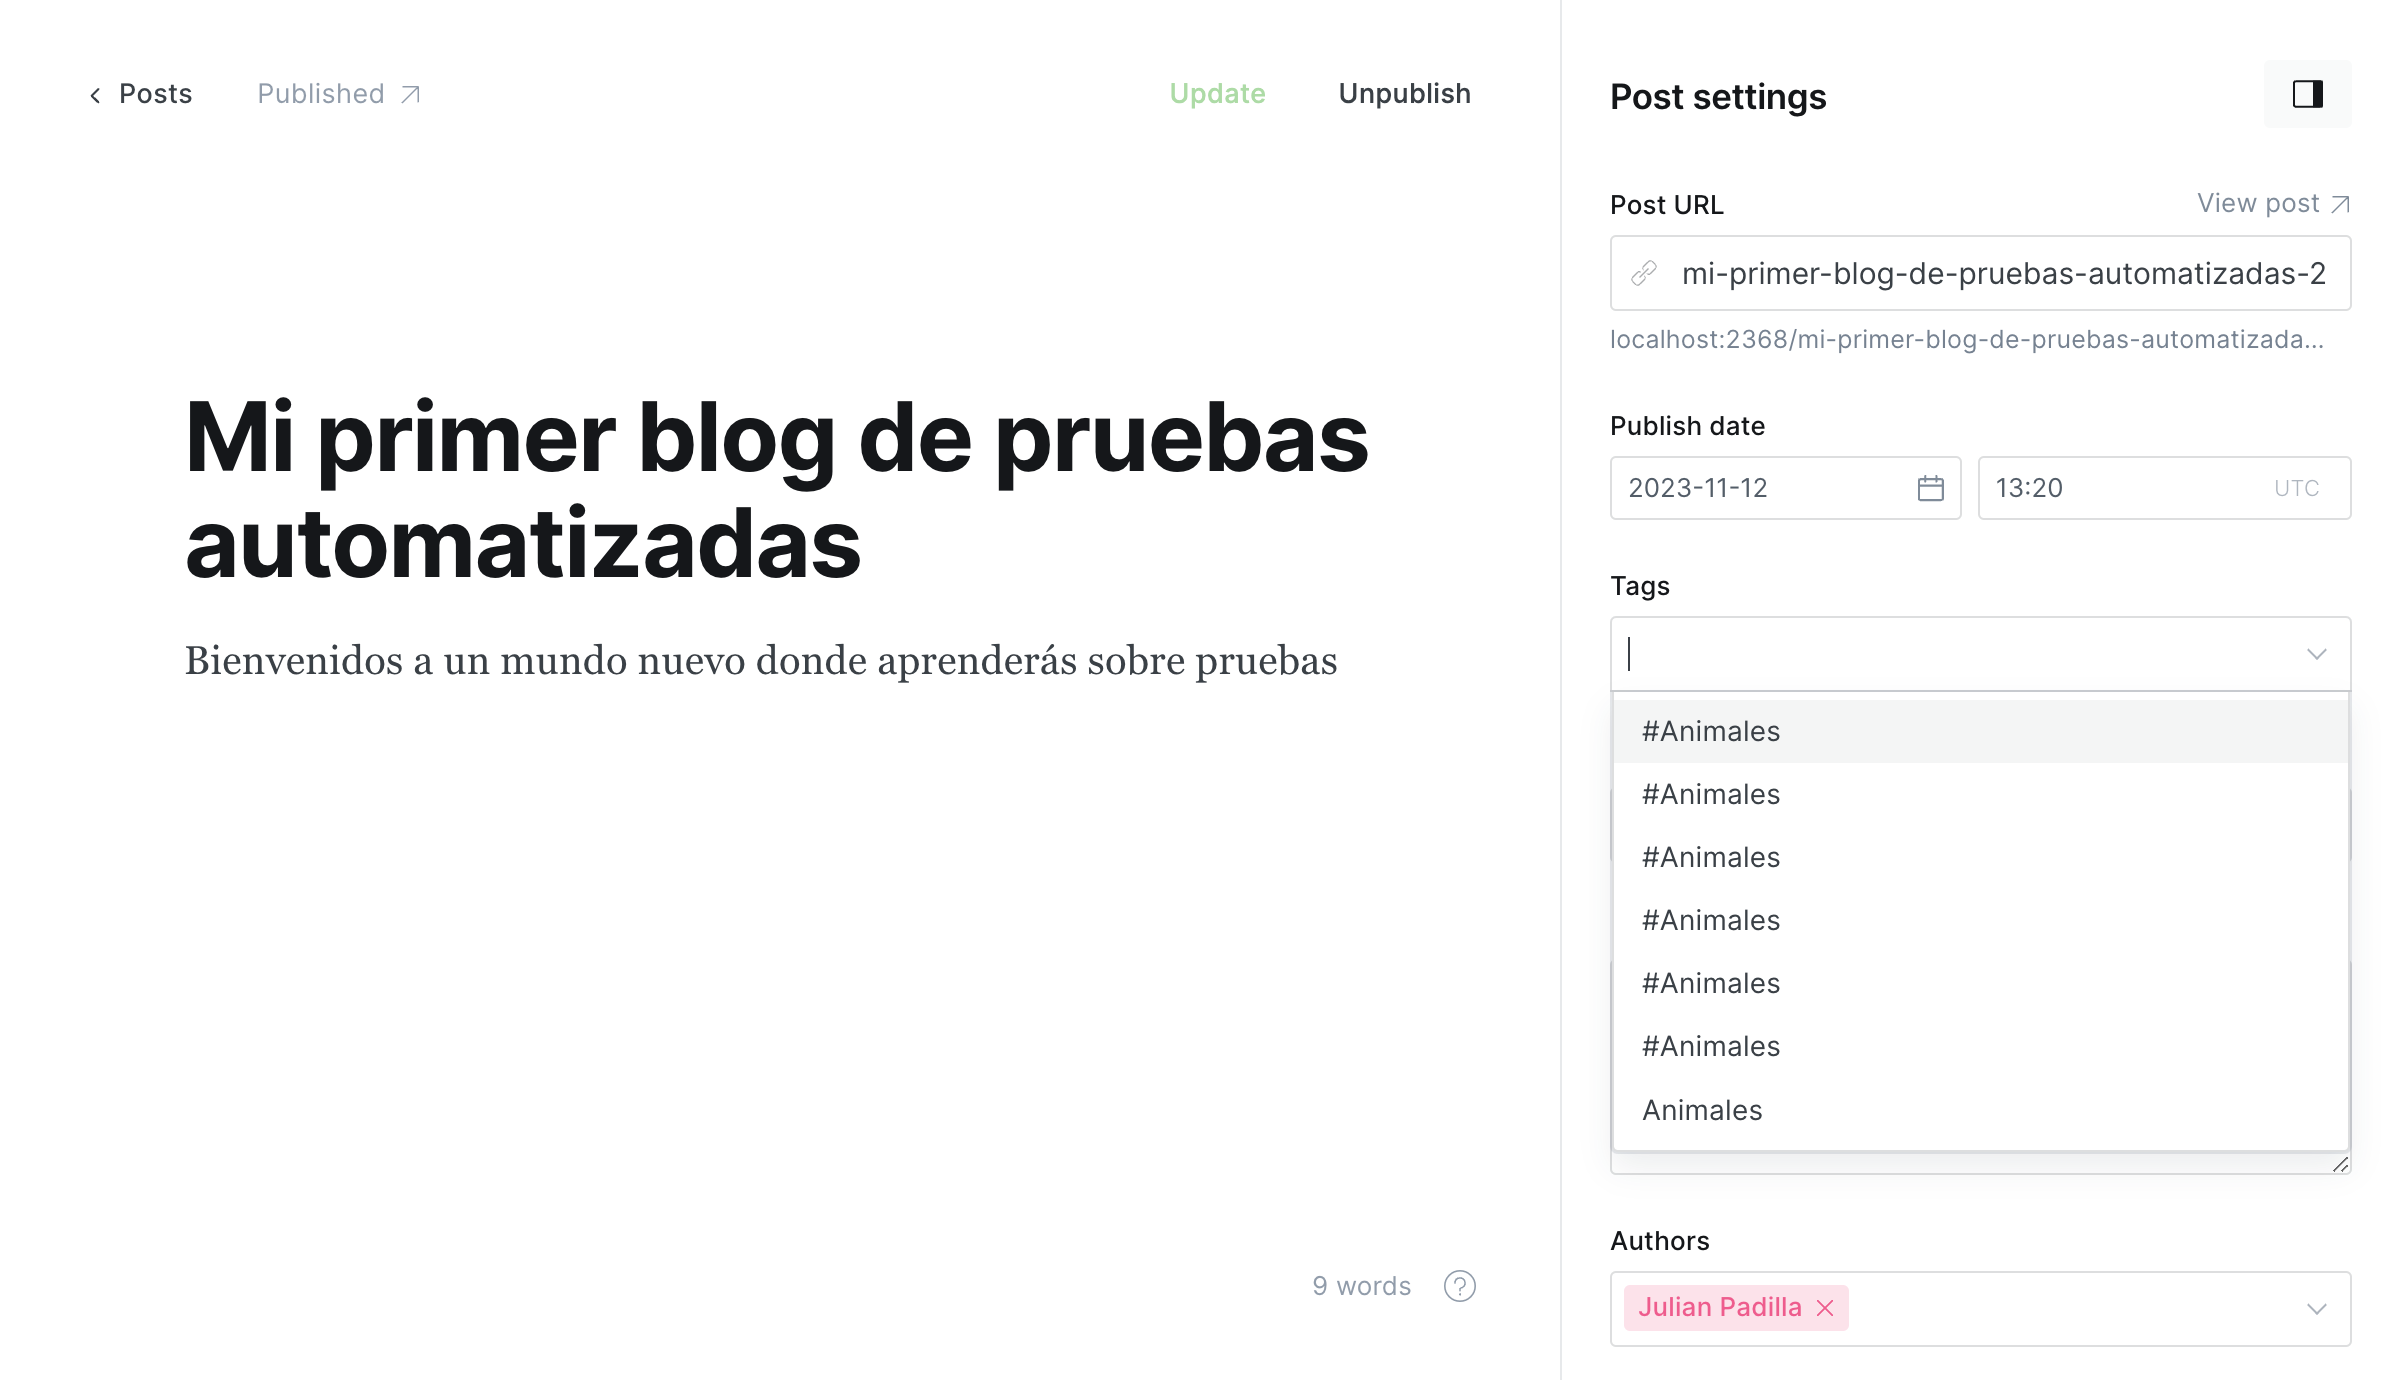 Posts
Published
Update
Unpublish
Mi primer blog de pruebas
automatizadas
Bienvenidos a un mundo nuevo donde aprenderás sobre pruebas
9 words
?
Post settings
Post URL
View post
mi-primer-blog-de-pruebas-automatizadas-2
localhost:2368/mi-primer-blog-de-pruebas-automatizada...
Publish date
2023-11-12
13:20
UTC
Tags
#Animales
#Animales
#Animales
#Animales
#Animales
#Animales
Animales
Authors
Julian Padilla